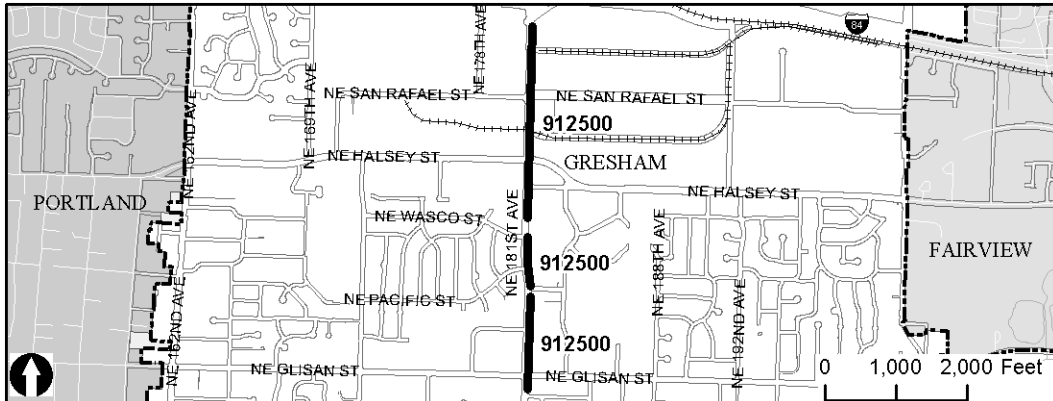 84
NE 178TH AVE
NE 162ND AVE
NE 169TH AVE
NE SAN RAFAEL ST
NE SAN RAFAEL ST
912500
NE HALSEY ST
GRESHAM
NE HALSEY ST
PORTLAND
NE WASCO ST
NE 181ST AVE
NE 188TH AVE
FAIRVIEW
912500
NE 162ND AVE
NE PACIFIC ST
NE 192ND AVE
912500
NE GLISAN ST
NE GLISAN ST
0 1,000 2,000 Feet